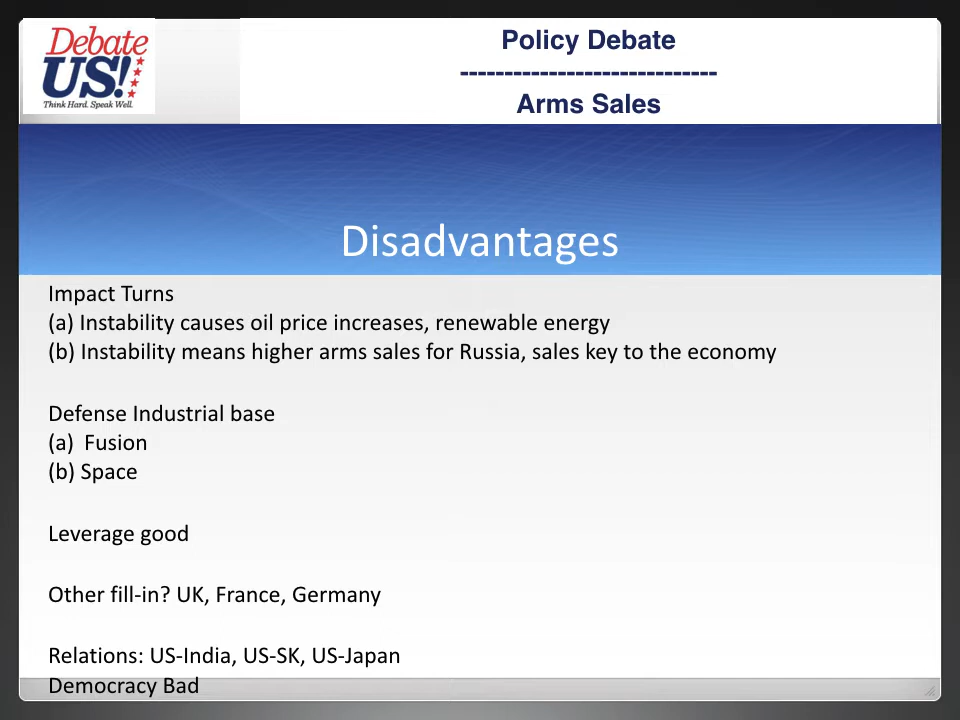 Debate
US!
Think Hard. Speak Well.
Policy Debate
-----------------------------
Arms Sales
Disadvantages
Impact Turns
(a) Instability causes oil price increases, renewable energy
(b) Instability means higher arms sales for Russia, sales key to the economy
Defense Industrial base
(a) Fusion
(b) Space
Leverage good
Other fill-in? UK, France, Germany
Relations: US-India, US-SK, US-Japan
Democracy Bad